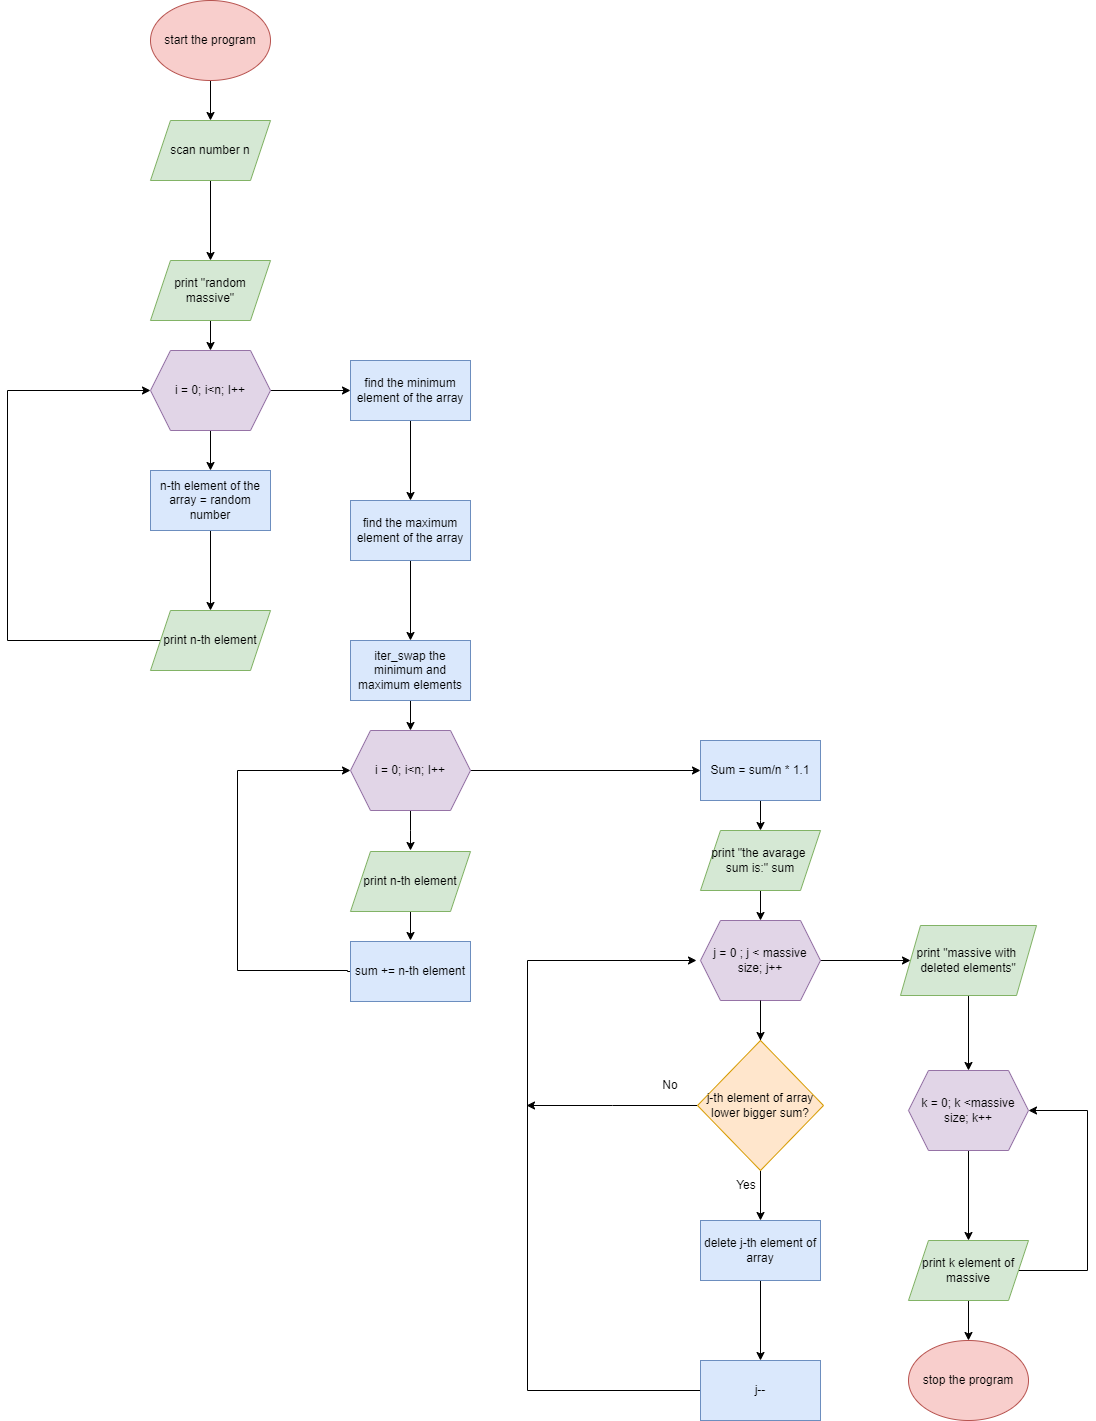 start the program
scan number n
print "random
massive"
i = 0; i<n; I++
n-th element of the
array = random
number
print n-th element
find the minimum
element of the array
find the maximum
element of the array
iter_swap the
minimum and
maximum elements
i = 0; i<n; I++
print n-th element
sum += n-th element
Sum = sum/n * 1.1
print "the avarage
sum is:" sum
j = 0 ; j < massive
size; j++
j-th element of array
lower bigger sum?
No
Yes
delete j-th element of
array
j--
print "massive with
deleted elements"
k = 0; k <massive
size; k++
print k element of
massive
stop the program